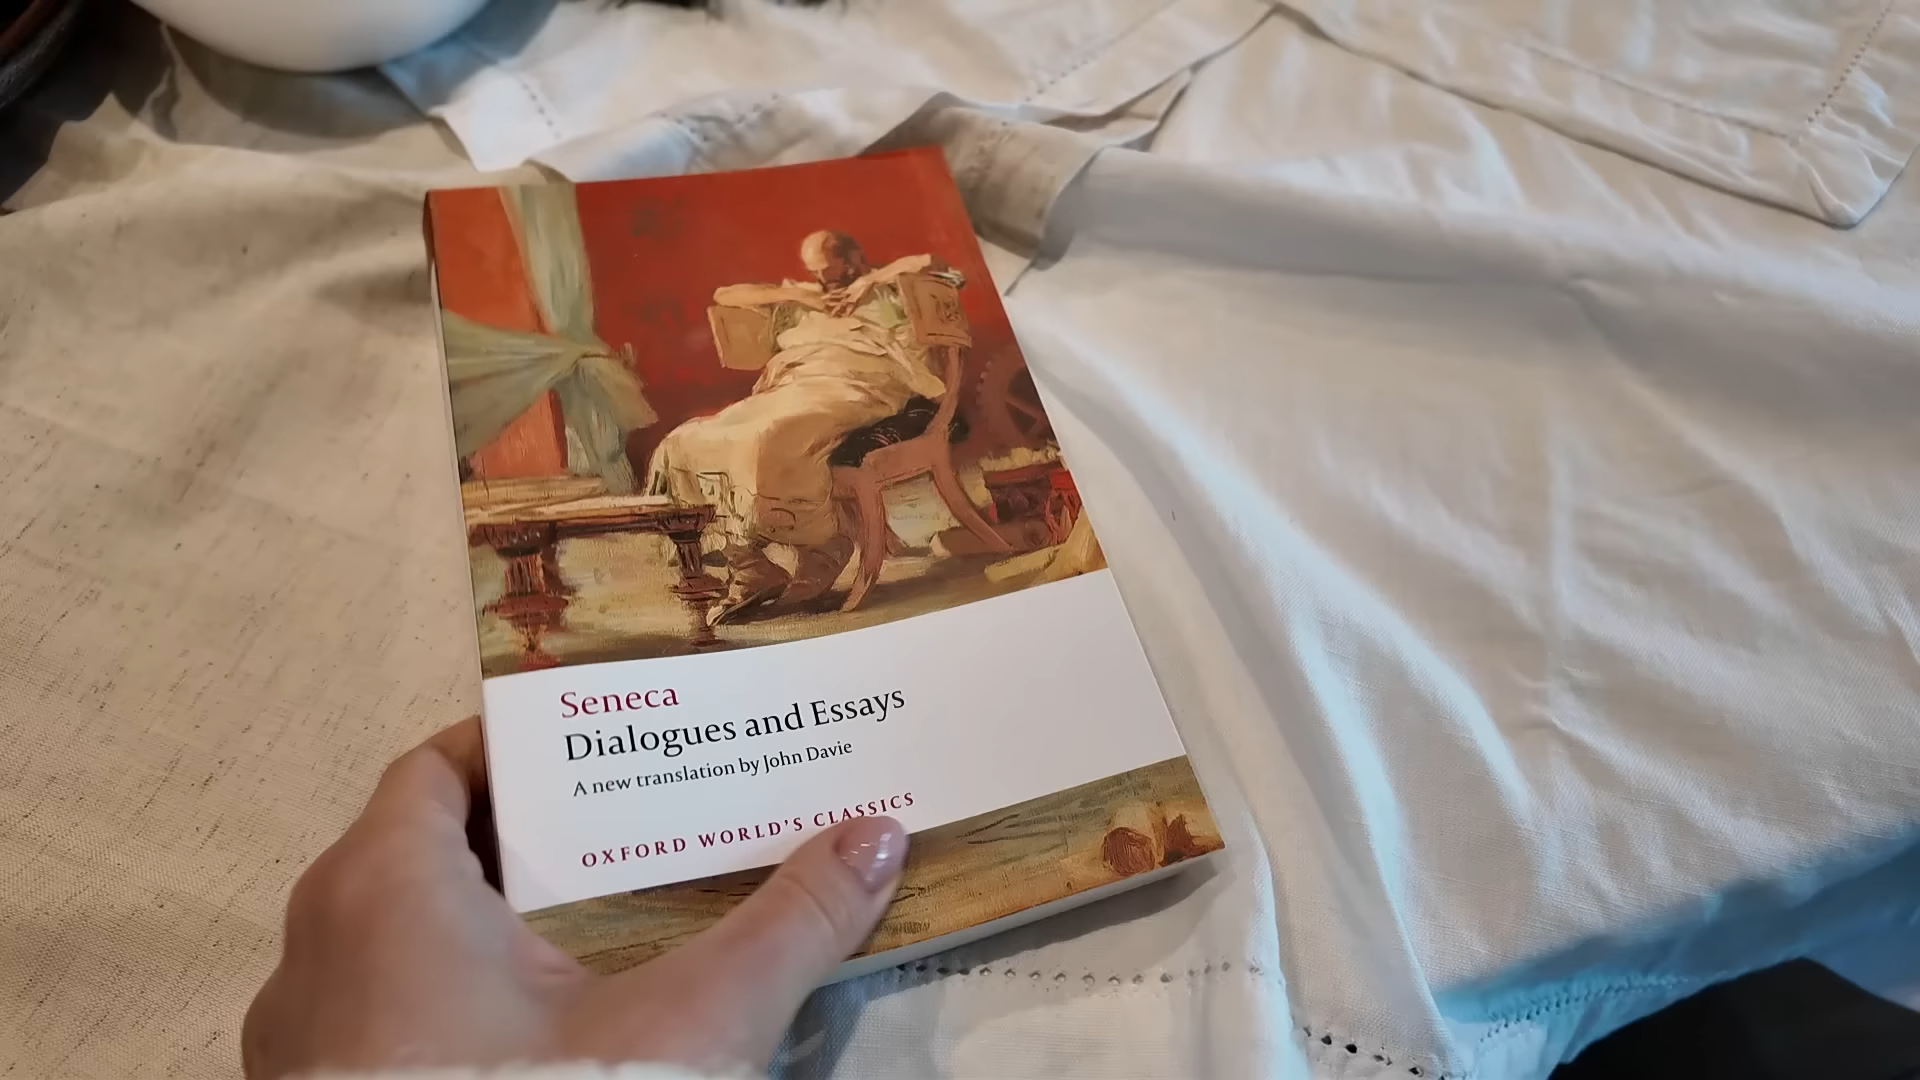 Seneca
Dialogues and Essays
A new translation by John Davie
OXFORD WORLD'S CLASSICS